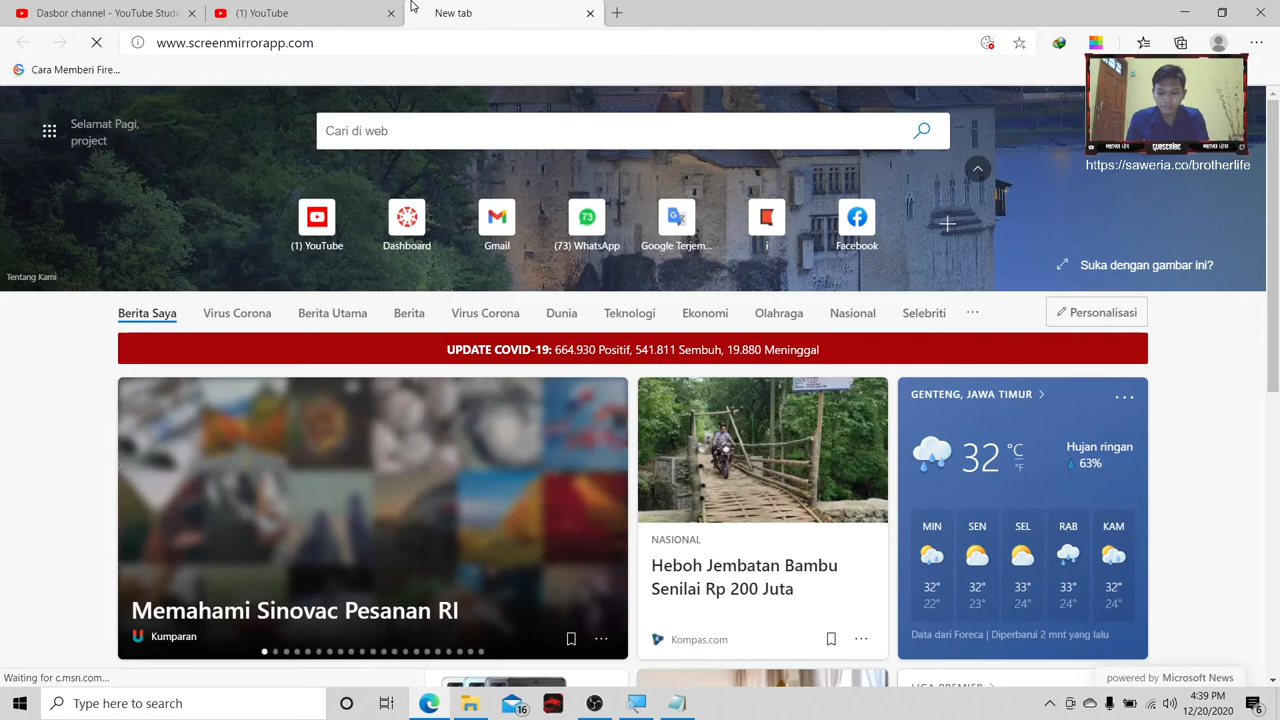 Dasbor channel - YouTube Studi
(1) YouTube
New tab
www.screenmirrorapp.com
Cara Memberi Fire...
Selamat Pagi,
project
Cari di web
https://saweria.co/brotherlife
(1) YouTube
Dashboard
Gmail
73
(73) WhatsApp
Google Terjem...
i
Facebook
Tentang Kami
Suka dengan gambar ini?
Berita Saya
Virus Corona
Berita Utama
Berita
Virus Corona
Dunia
Teknologi
Ekonomi
Olahraga
Nasional
Selebriti
Personalisasi
UPDATE COVID-19: 664.930 Positif, 541.811 Sembuh, 19.880 Meninggal
Memahami Sinovac Pesanan RI
Kumparan
NASIONAL
Heboh Jembatan Bambu
Senilai Rp 200 Juta
Kompas.com
GENTENG, JAWA TIMUR
32 °C
°F
Hujan ringan
63%
MIN SEN SEL RAB KAM
32° 32° 33° 33° 32°
22° 23° 24° 24° 24°
Data dari Foreca | Diperbarui 2 mnt yang lalu
Waiting for c.msn.com...
powered by Microsoft News
Type here to search
16
4:39 PM
12/20/2020
6